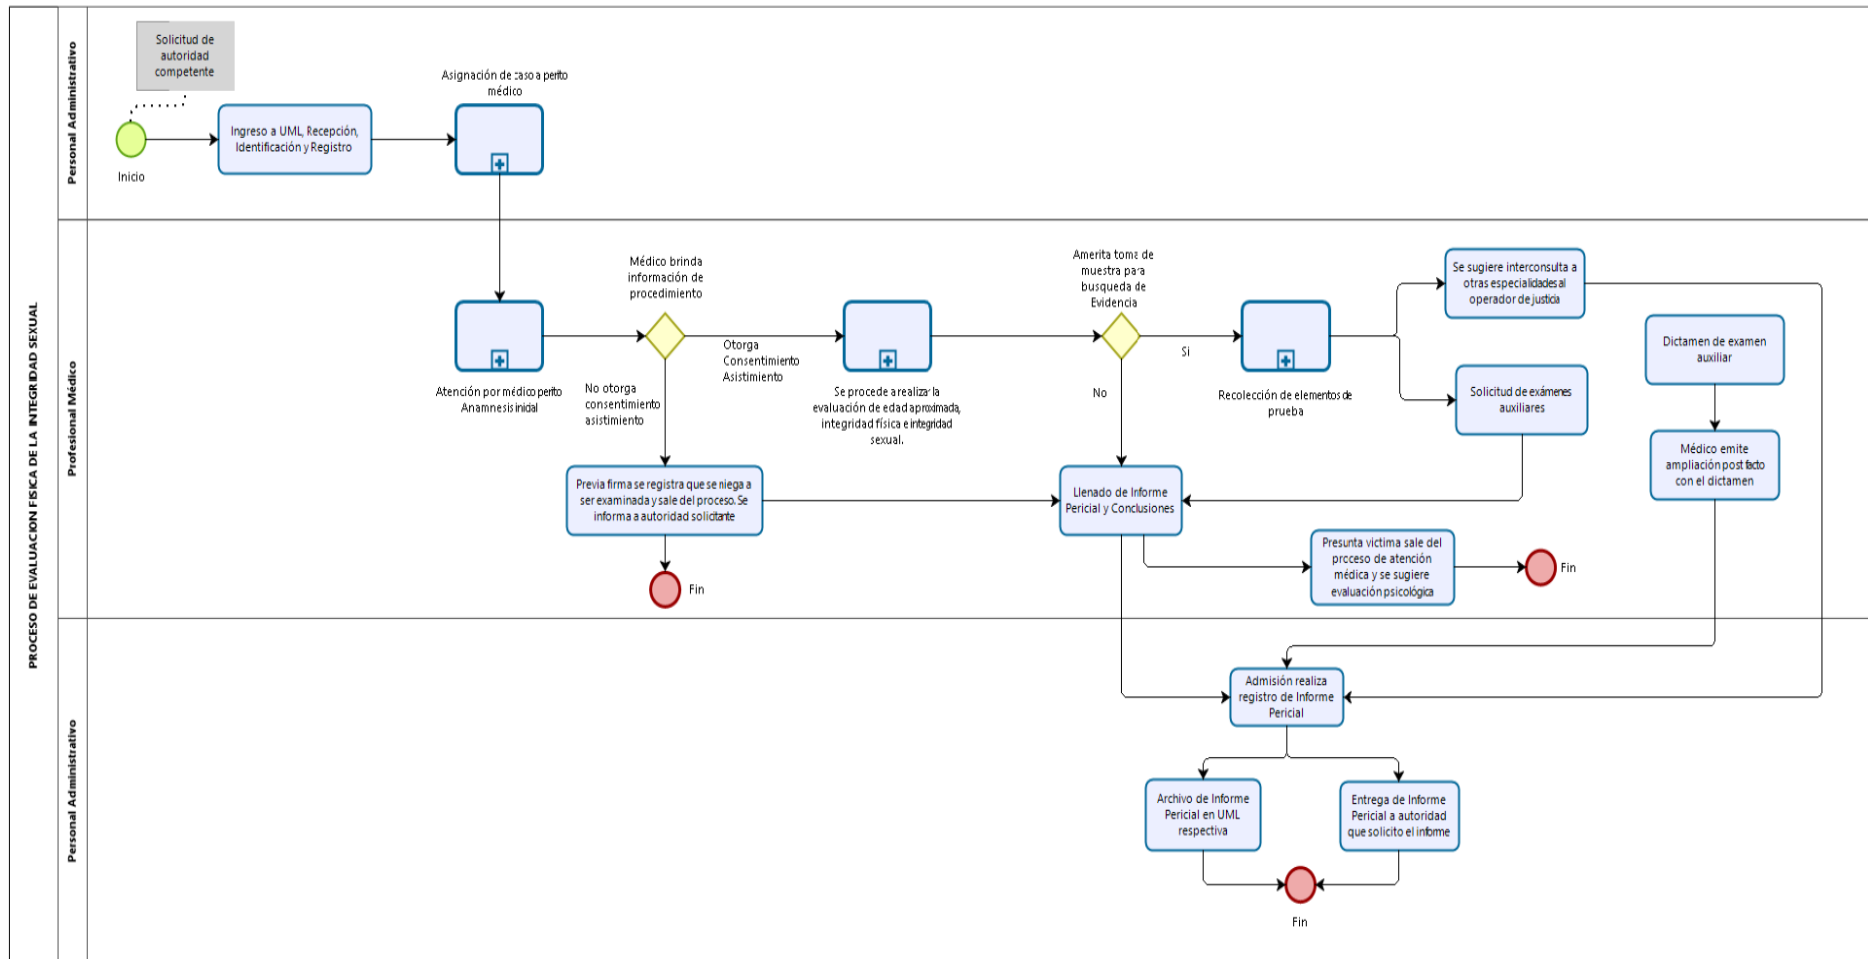 PROCESO DE EVALUACION FISICA DE LA INTEGRIDAD SEXUAL
Personal Administrativo
Solicitud de
autoridad
competente
Inicio
Ingreso a UML, Recepción,
Identificación y Registro
Asignación de caso a perito
médico
Profesional Médico
Atención por médico perito
Anamnesis inicial
Médico brinda
información de
procedimiento
No otorga
consentimiento
asistimiento
Otorga
Consentimiento
Asistimiento
Previa firma se registra que se niega a
ser examinada y sale del proceso. Se
informa a autoridad solicitante
Fin
Se procede a realizar la
evaluación de edad aproximada,
integridad física e integridad
sexual.
Amerita toma de
muestra para
busqueda de
Evidencia
Si
No
Recolección de elementos de
prueba
Se sugiere interconsulta a
otras especialidades al
operador de justicia
Solicitud de exámenes
auxiliares
Dictamen de examen
auxiliar
Médico emite
ampliación post facto
con el dictamen
Llenado de Informe
Pericial y Conclusiones
Presunta victima sale del
proceso de atención
médica y se sugiere
evaluación psicológica
Fin
Personal Administrativo
Admisión realiza
registro de Informe
Pericial
Archivo de Informe
Pericial en UML
respectiva
Entrega de Informe
Pericial a autoridad
que solicito el informe
Fin